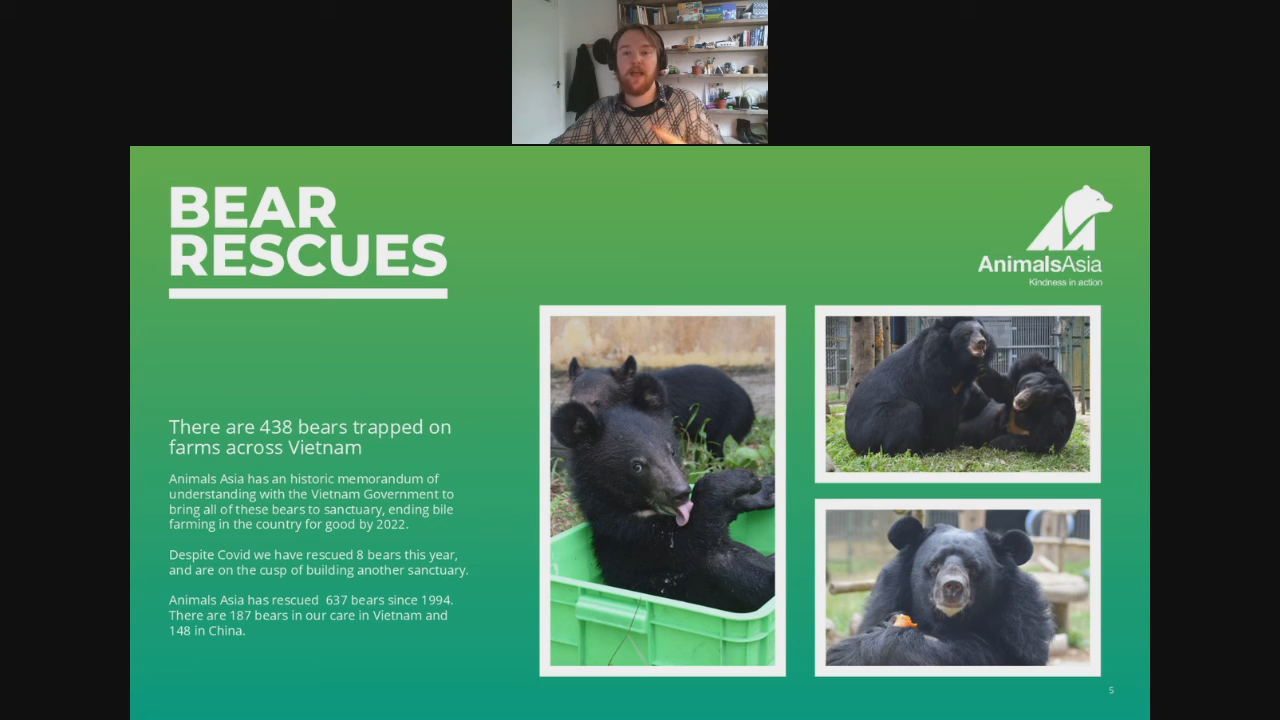 BEAR
RESCUES
AnimalsAsia
Kindness in action
There are 438 bears trapped on
farms across Vietnam
Animals Asia has an historic memorandum of
understanding with the Vietnam Government to
bring all of these bears to sanctuary, ending bile
farming in the country for good by 2022.
Despite Covid we have rescued 8 bears this year,
and are on the cusp of building another sanctuary.
Animals Asia has rescued  637 bears since 1994.
There are 187 bears in our care in Vietnam and
148 in China.
5